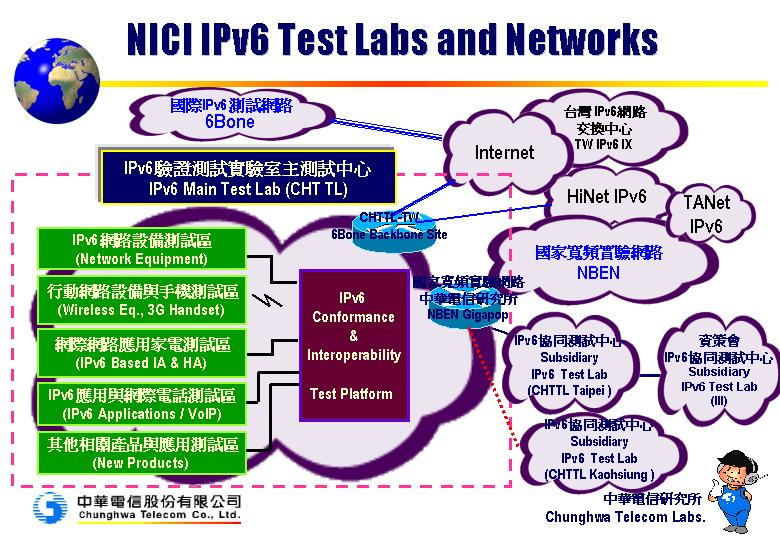 NICI IPv6 Test Labs and Networks
國際IPv6測試網路
6Bone
台灣IPv6網路
交換中心
TW IPv6 IX
Internet
IPv6驗證測試實驗室主測試中心
IPv6 Main Test Lab (CHT TL)
HiNet IPv6
TANet
IPv6
CHTTL-TW
6Bone Backbone Site
國家寬頻實驗網路
NBEN
IPv6網路設備測試區
(Network Equipment)
行動網路設備與手機測試區
(Wireless Eq., 3G Handset)
網際網路應用家電測試區
(IPv6 Based IA & HA)
IPv6應用與網際電話測試區
(IPv6 Applications / VoIP)
其他相關產品與應用測試區
(New Products)
IPv6
Conformance
&
Interoperability
Test Platform
國家寬頻實驗網路
中華電信研究所
NBEN Gigapop
IPv6協同測試中心
Subsidiary
IPv6 Test Lab
(CHTTL Taipei )
資策會
IPv6協同測試中心
Subsidiary
IPv6 Test Lab
(III)
IPv6協同測試中心
Subsidiary
IPv6 Test Lab
(CHTTL Kaohsiung )
中華電信股份有限公司
Chunghwa Telecom Co., Ltd.
中華電信研究所
Chunghwa Telecom Labs.